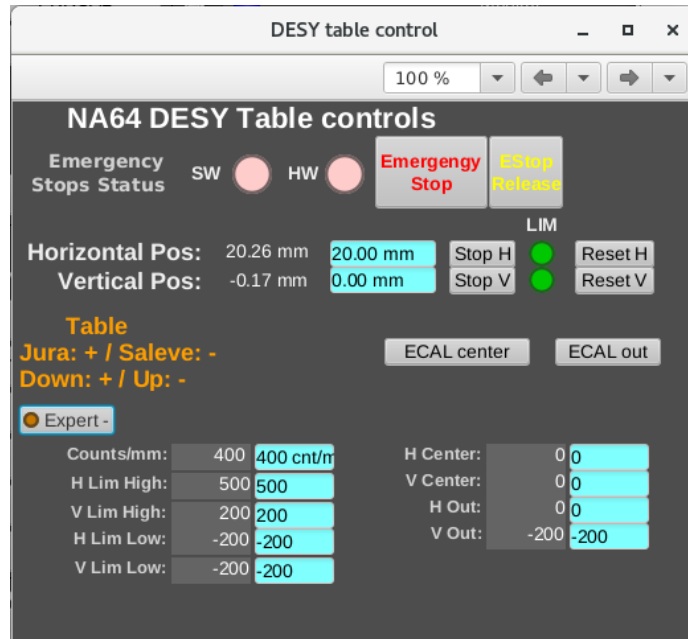 DESY table control
100 %
NA64 DESY Table controls
Emergency
Stops Status
SW
HW
Emergengy
Stop
EStop
Release
LIM
Horizontal Pos: 20.26 mm 20.00 mm Stop H Reset H
Vertical Pos: -0.17 mm 0.00 mm Stop V Reset V
Table
Jura: + / Saleve: -
Down: + / Up: -
ECAL center
ECAL out
Expert -
Counts/mm: 400 400 cnt/m
H Lim High: 500 500
V Lim High: 200 200
H Lim Low: -200 -200
V Lim Low: -200 -200
H Center: 0 0
V Center: 0 0
H Out: 0 0
V Out: -200 -200